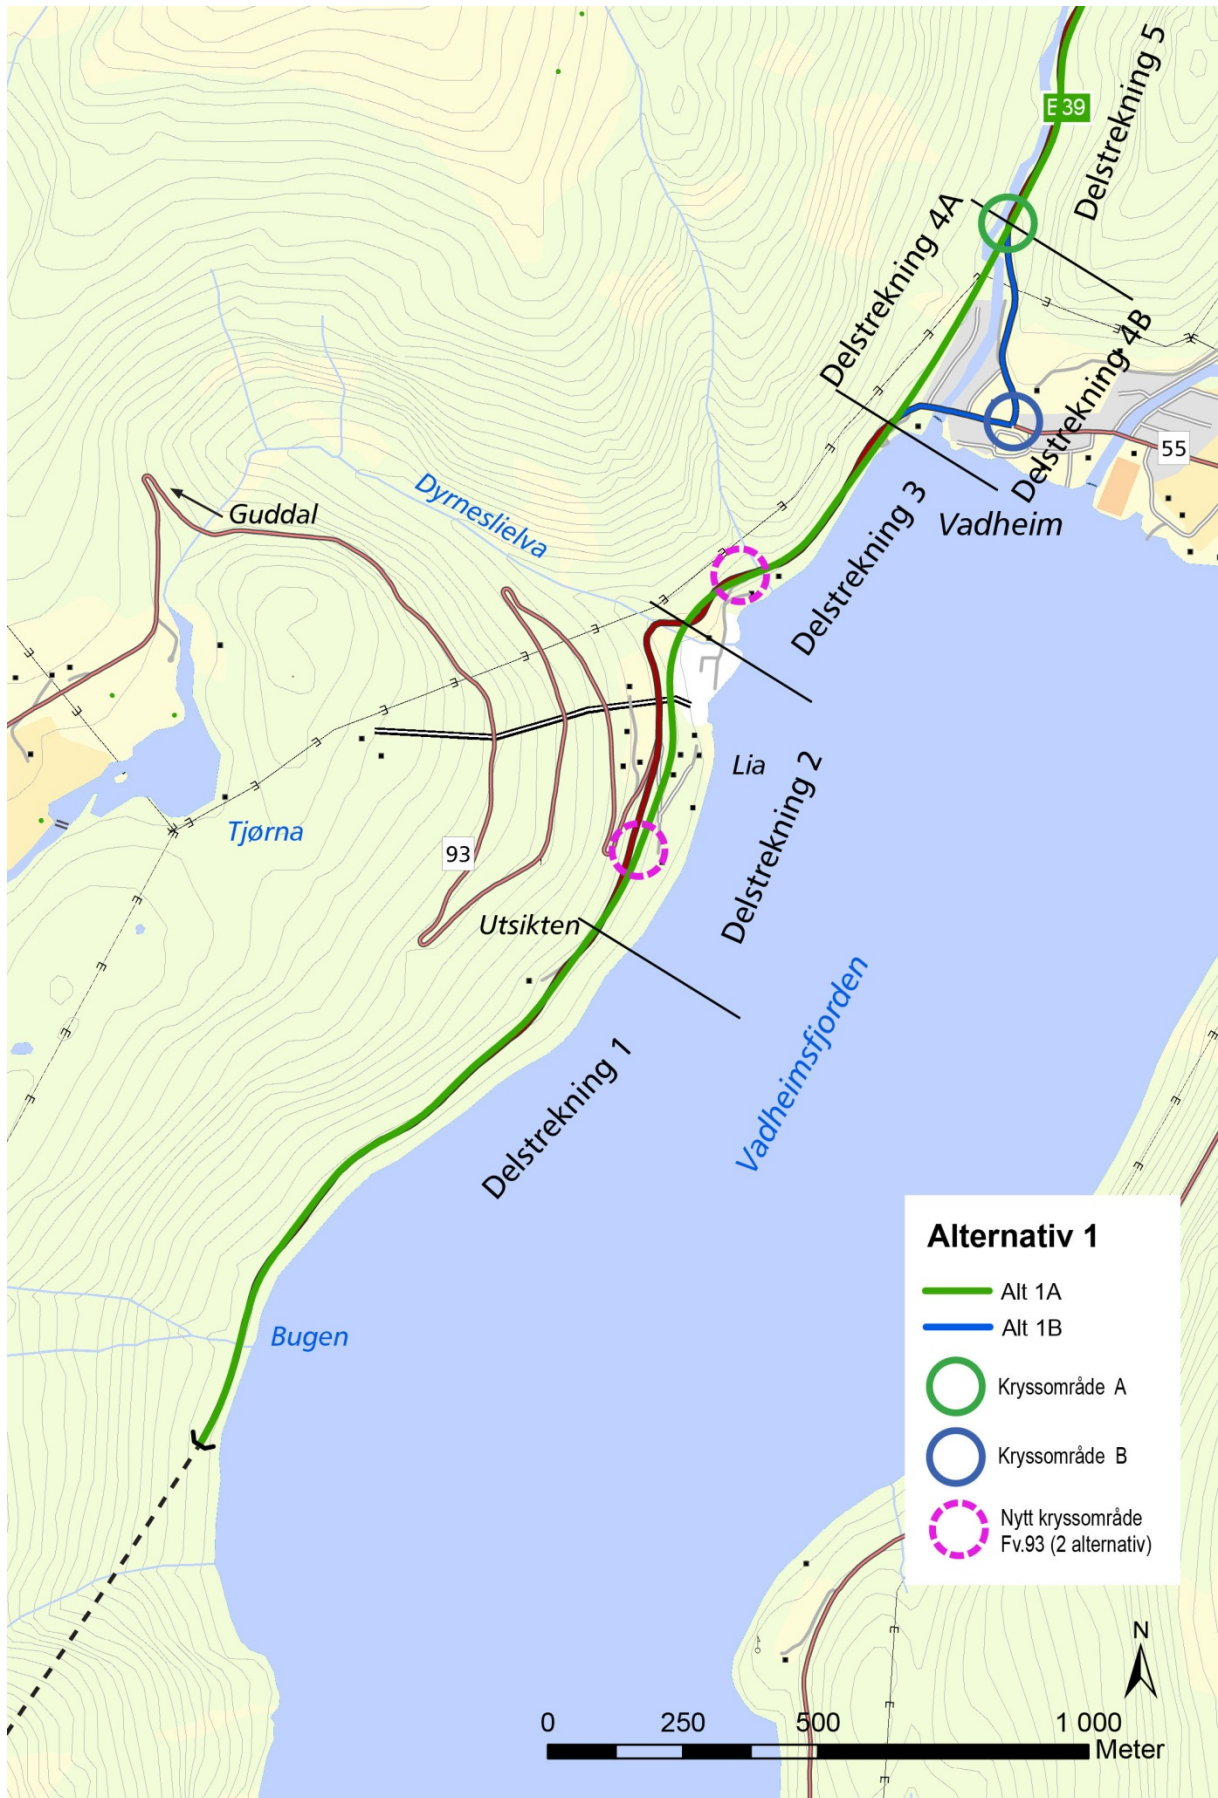 Delstrekning 5
E39
Delstrekning 4A
Delstrekning 4B
55
Guddal
Dyrneslielva
Delstrekning 3
Vadheim
Lia
Delstrekning 2
Tjørna
93
Utsikten
Vadheimsfjorden
Delstrekning 1
Bugen
Alternativ 1
Alt 1A
Alt 1B
Kryssområde A
Kryssområde B
Nytt kryssområde
Fv.93 (2 alternativ)
N
0 250 500 1 000
Meter